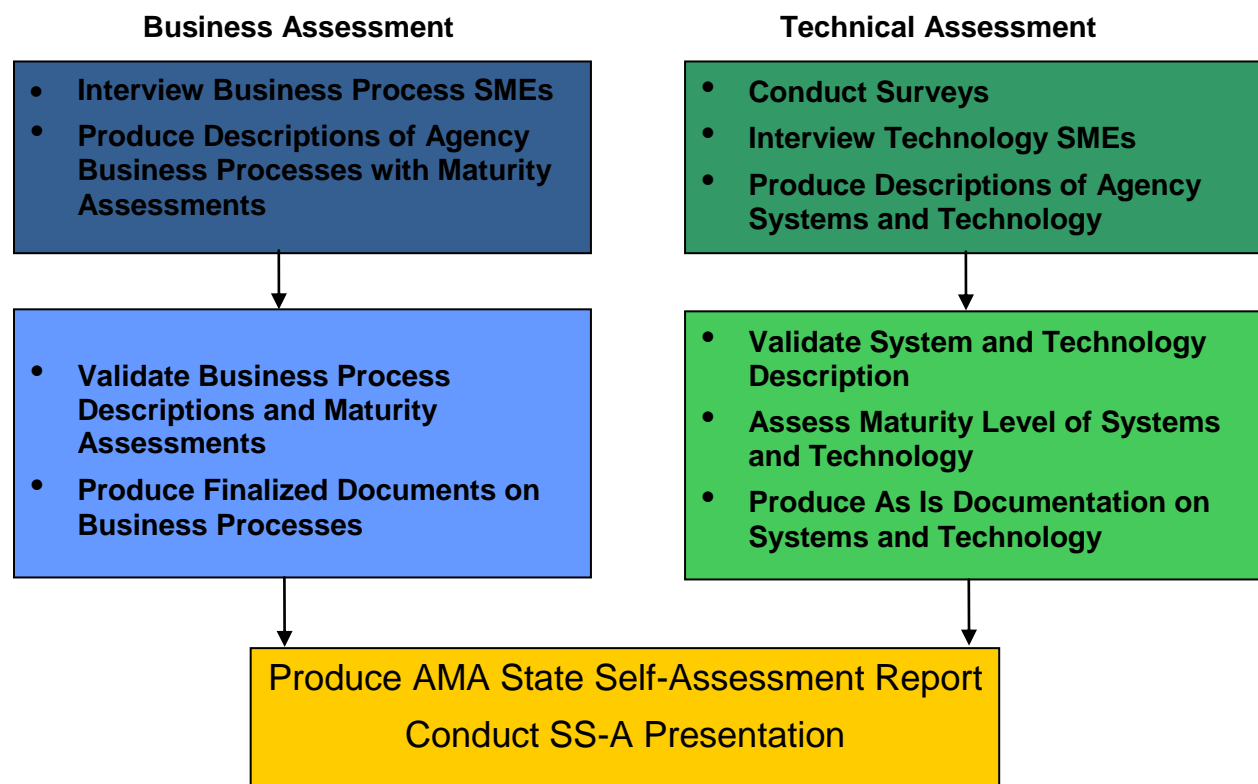 Business Assessment
• Interview Business Process SMEs
• Produce Descriptions of Agency
Business Processes with Maturity
Assessments
• Validate Business Process
Descriptions and Maturity
Assessments
• Produce Finalized Documents on
Business Processes
Technical Assessment
• Conduct Surveys
• Interview Technology SMEs
• Produce Descriptions of Agency
Systems and Technology
• Validate System and Technology
Description
• Assess Maturity Level of Systems
and Technology
• Produce As Is Documentation on
Systems and Technology
Produce AMA State Self-Assessment Report
Conduct SS-A Presentation